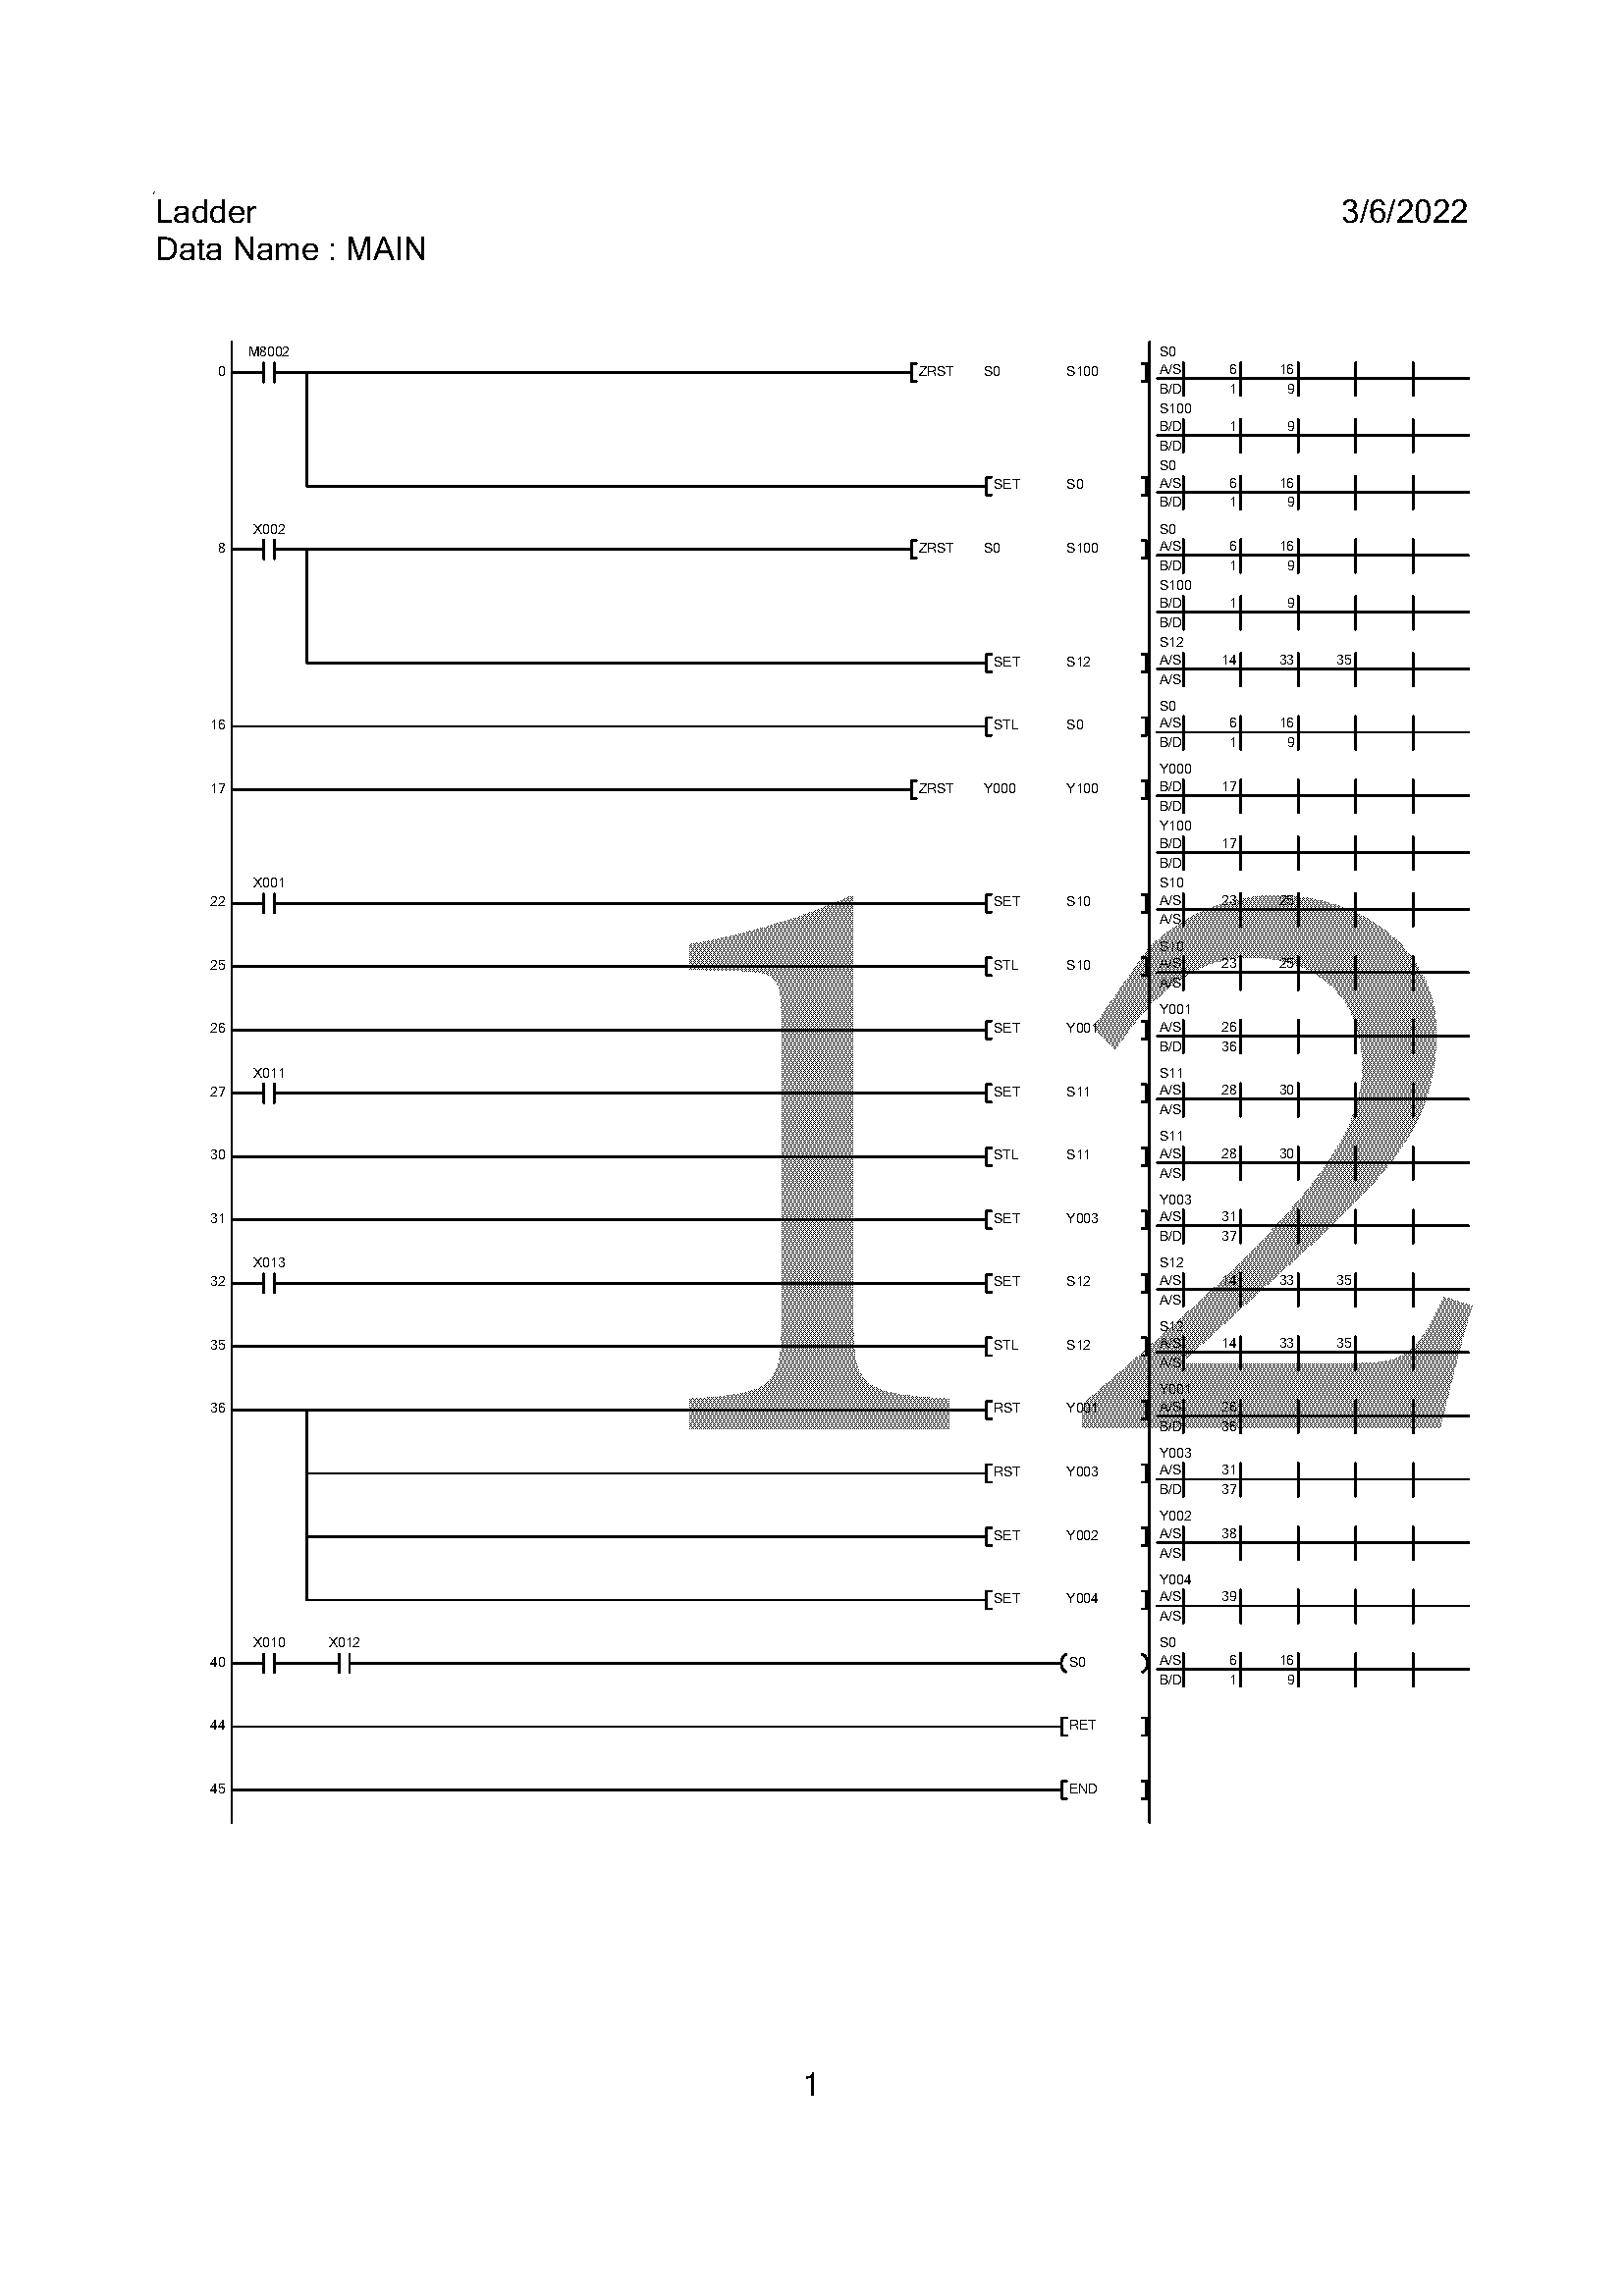 Ladder 3/6/2022
Data Name : MAIN
M8002 S0
0 ZRST S0 S100 A/S 6 16
B/D 1 9
S100
B/D 1 9
B/D
S0
SET S0 A/S 6 16
B/D 1 9
X002 S0
8 ZRST S0 S100 A/S 6 16
B/D 1 9
S100
B/D 1 9
B/D
S12
SET S12 A/S 14 33 35
A/S
S0
16 STL S0 A/S 6 16
B/D 1 9
Y000
17 ZRST Y000 Y100 B/D 17
B/D
Y100
B/D 17
B/D
X001 S10
22 SET S10 A/S 23 25
A/S
S10
25 STL S10 A/S 23 25
A/S
Y001
26 SET Y001 A/S 26
B/D 36
X011 S11
27 SET S11 A/S 28 30
A/S
S11
30 STL S11 A/S 28 30
A/S
Y003
31 SET Y003 A/S 31
B/D 37
X013 S12
32 SET S12 A/S 14 33 35
A/S
S12
35 STL S12 A/S 14 33 35
A/S
Y001
36 RST Y001 A/S 26
B/D 36
Y003
RST Y003 A/S 31
B/D 37
Y002
SET Y002 A/S 38
A/S
Y004
SET Y004 A/S 39
A/S
X010 X012 S0
40 S0 A/S 6 16
B/D 1 9
44 RET
45 END
12
1